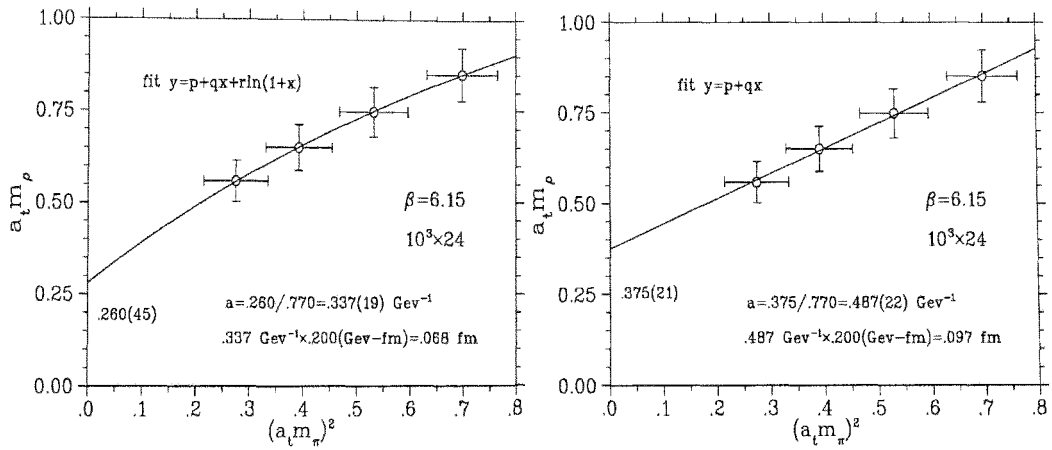 1.00
0.75
0.50
0.25
0.00
a_t m_ρ
fit y=p+qx+rln(1+x)
β=6.15
10³×24
.260(45)
a=.260/.770=.337(19) Gev⁻¹
.337 Gev⁻¹×.200(Gev−fm)=.068 fm
.0 .1 .2 .3 .4 .5 .6 .7 .8
(a_t m_π)²
1.00
0.75
0.50
0.25
0.00
a_t m_ρ
fit y=p+qx
β=6.15
10³×24
.375(21)
a=.375/.770=.487(22) Gev⁻¹
.487 Gev⁻¹×.200(Gev−fm)=.097 fm
.0 .1 .2 .3 .4 .5 .6 .7 .8
(a_t m_π)²